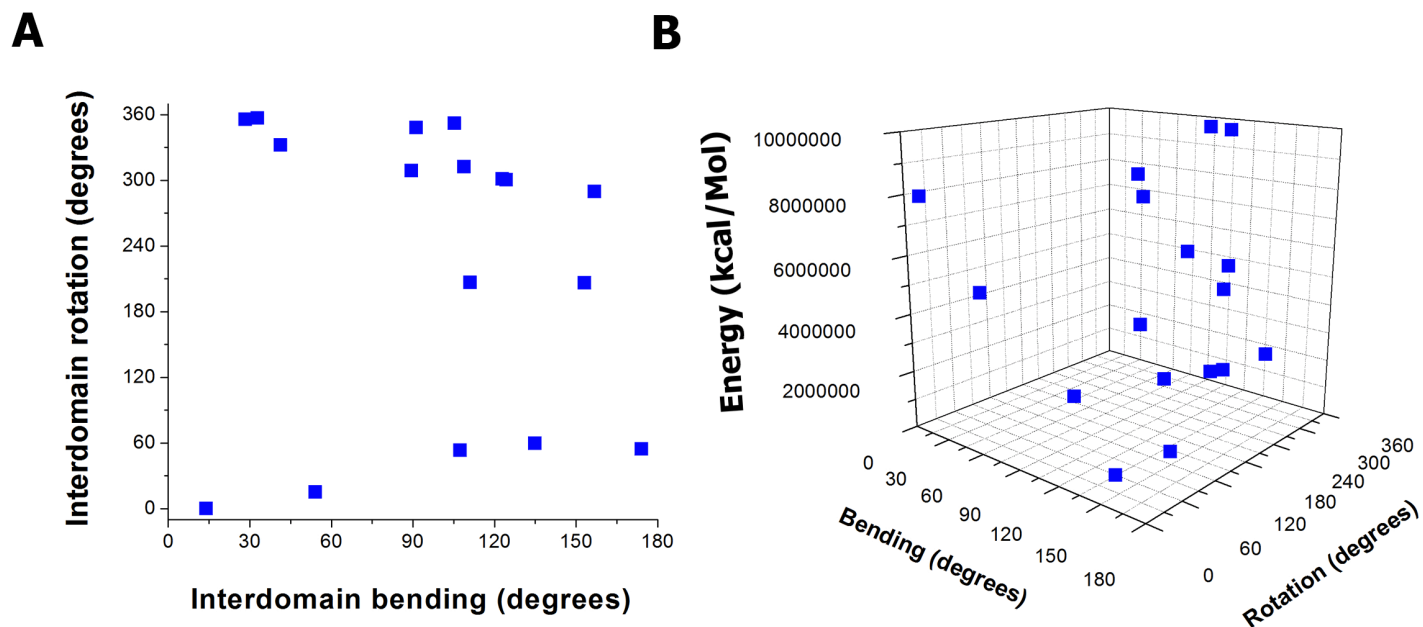 A
Interdomain rotation (degrees)
360
300
240
180
120
60
0
0 30 60 90 120 150 180
Interdomain bending (degrees)
B
Energy (kcal/Mol)
10000000
8000000
6000000
4000000
2000000
0 30 60 90 120 150 180
Bending (degrees)
0 60 120 180 240 300 360
Rotation (degrees)